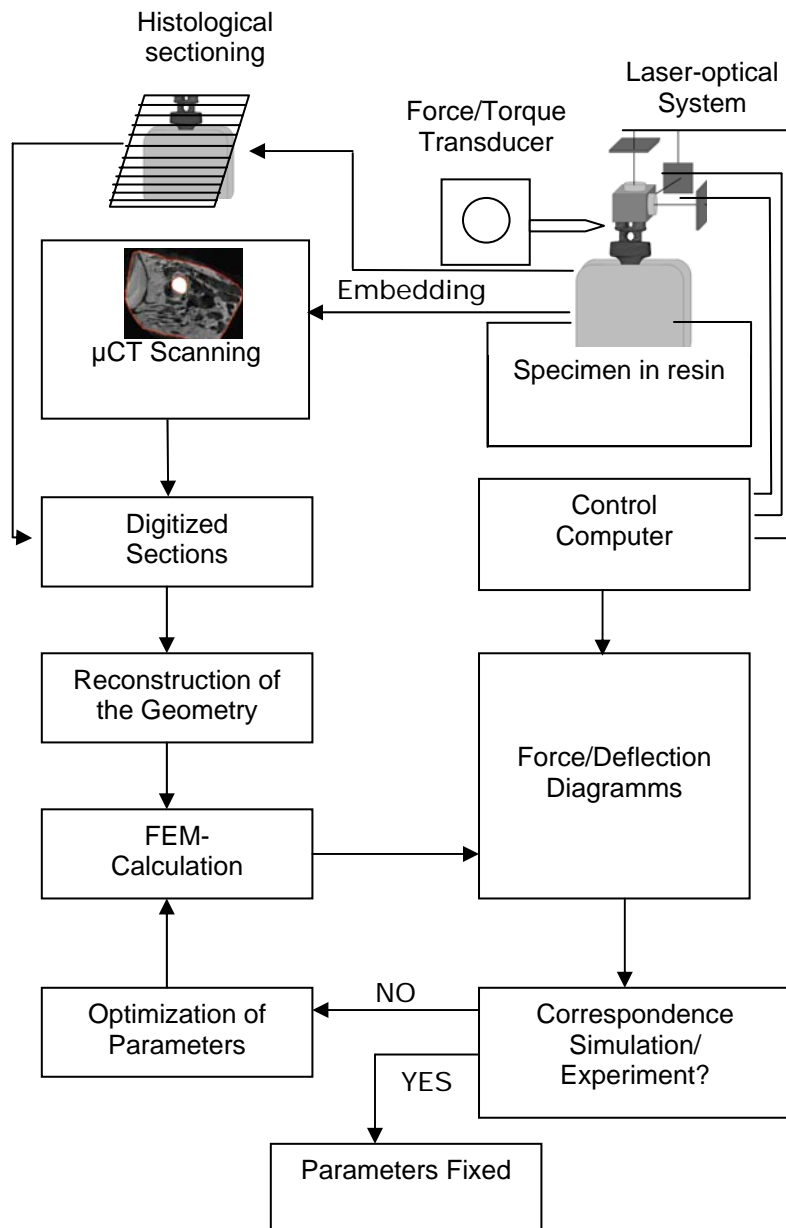 Histological
sectioning
Laser-optical
System
Force/Torque
Transducer
Embedding
µCT Scanning
Specimen in resin
Digitized
Sections
Control
Computer
Reconstruction of
the Geometry
Force/Deflection
Diagramms
FEM-
Calculation
NO
Optimization of
Parameters
Correspondence
Simulation/
Experiment?
YES
Parameters Fixed